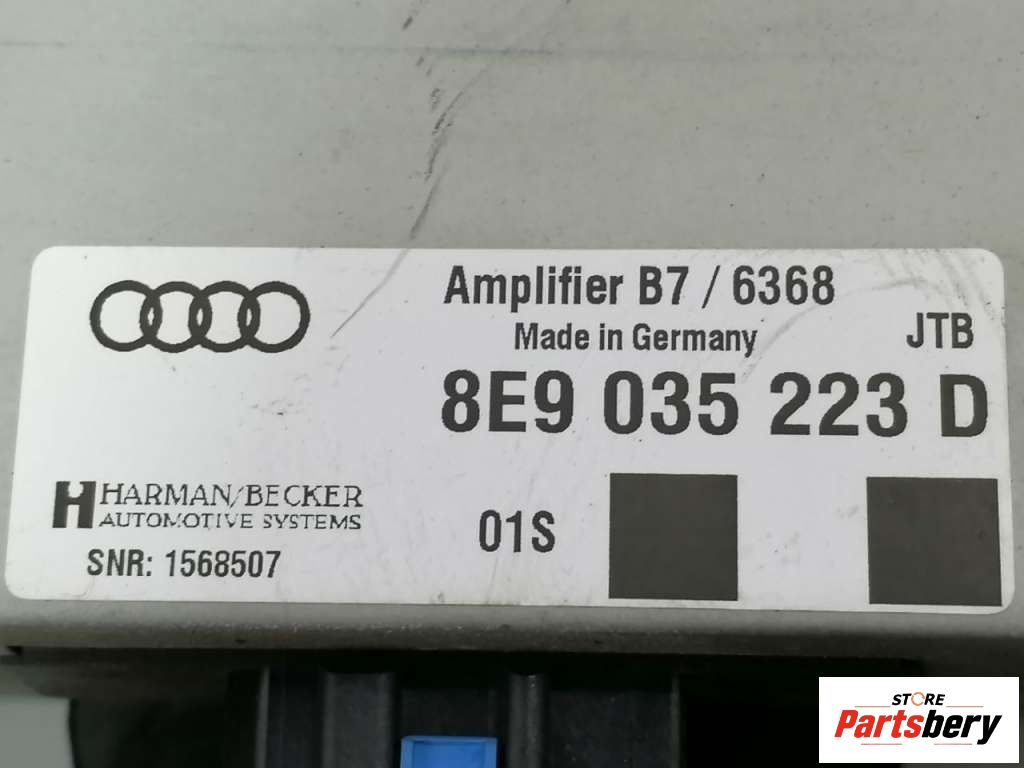 Amplifier B7 / 6368
Made in Germany
JTB
8E9 035 223 D
HARMAN/BECKER
AUTOMOTIVE SYSTEMS
01S
SNR: 1568507
STORE
Partsbery